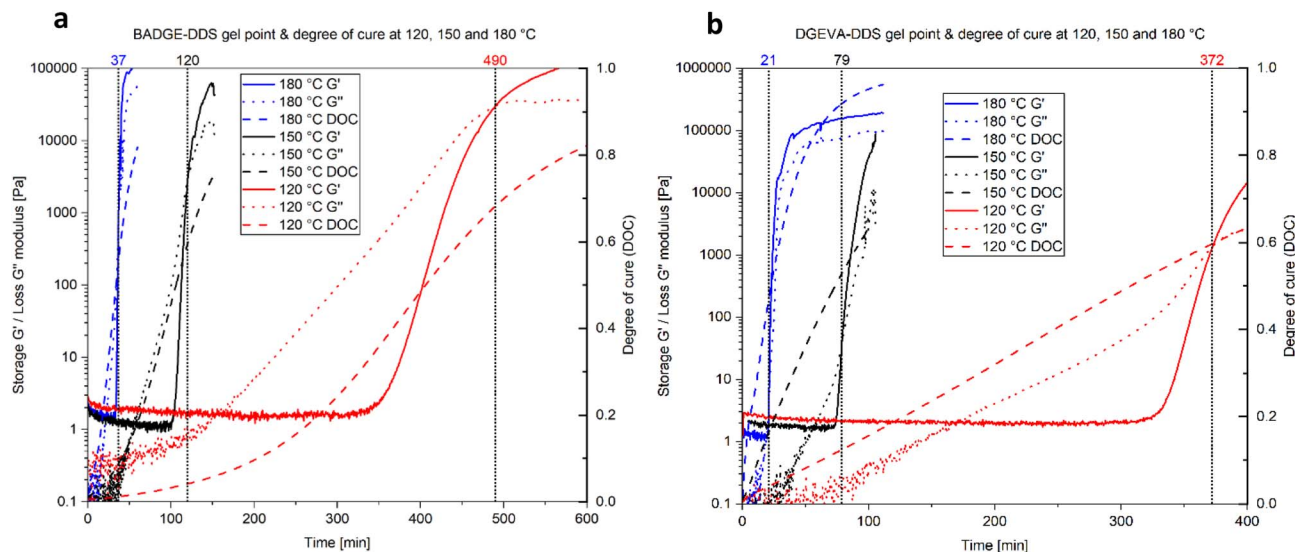 a
BADGE-DDS gel point & degree of cure at 120, 150 and 180 °C
37
120
490
100000
10000
1000
100
10
1
0.1
Storage G' / Loss G'' modulus [Pa]
180 °C G'
180 °C G''
180 °C DOC
150 °C G'
150 °C G''
150 °C DOC
120 °C G'
120 °C G''
120 °C DOC
1.0
0.8
0.6
0.4
0.2
0.0
Degree of cure (DOC)
0
100
200
300
400
500
600
Time [min]
b
DGEVA-DDS gel point & degree of cure at 120, 150 and 180 °C
21
79
372
1000000
100000
10000
1000
100
10
1
0.1
Storage G' / Loss G'' modulus [Pa]
180 °C G'
180 °C G''
180 °C DOC
150 °C G'
150 °C G''
150 °C DOC
120 °C G'
120 °C G''
120 °C DOC
1.0
0.8
0.6
0.4
0.2
0.0
Degree of cure (DOC)
0
100
200
300
400
Time [min]